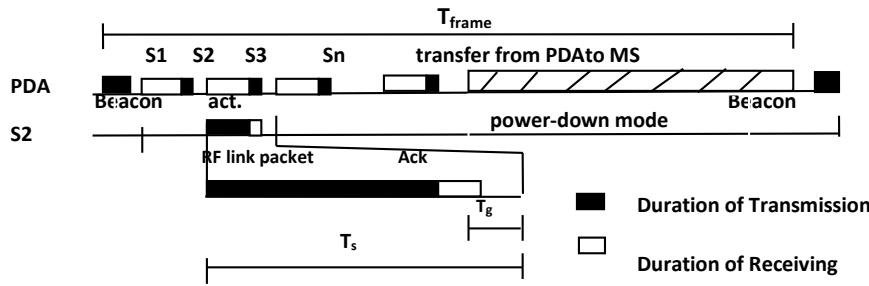 Tframe
S1 S2 S3 Sn transfer from PDAto MS
PDA
Beacon act. Beacon
S2 power-down mode
RF link packet Ack
Tg
Duration of Transmission
Ts
Duration of Receiving